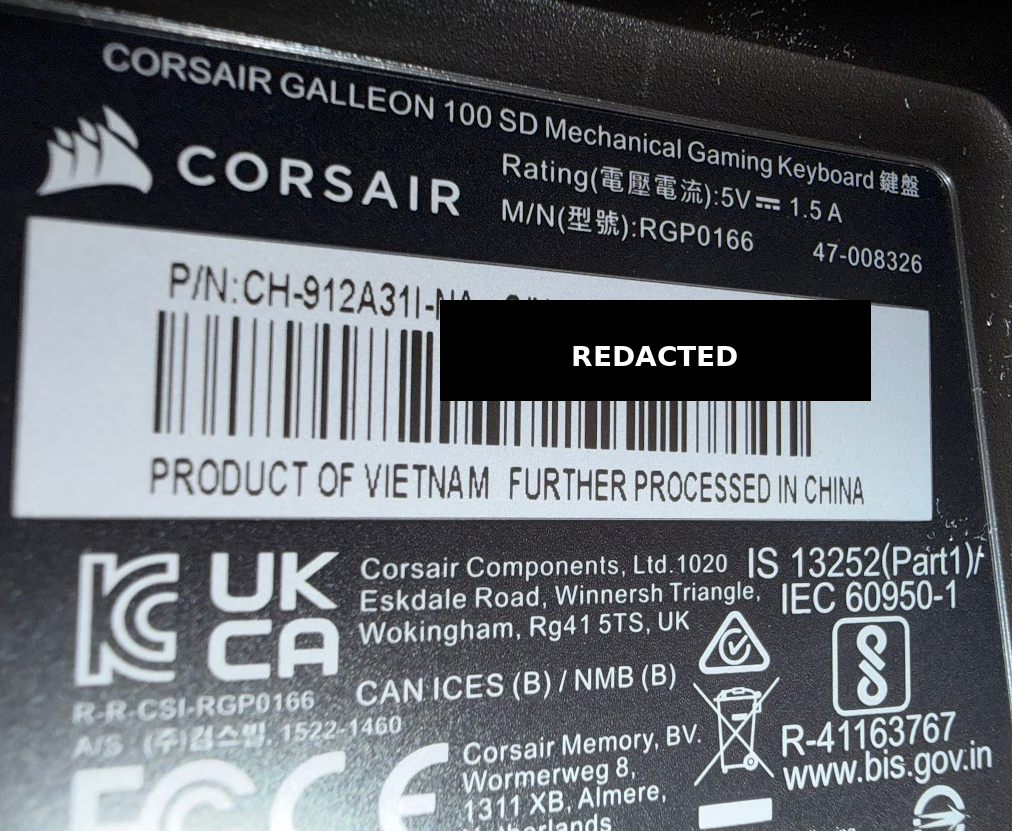 CORSAIR GALLEON 100 SD Mechanical Gaming Keyboard 鍵盤
CORSAIR
Rating(電壓電流):5V⎓1.5 A
M/N(型號):RGP0166 47-008326
P/N:CH-912A31I-NA
REDACTED
PRODUCT OF VIETNAM FURTHER PROCESSED IN CHINA
UK
CA
Corsair Components, Ltd.1020
Eskdale Road, Winnersh Triangle,
Wokingham, Rg41 5TS, UK
IS 13252(Part1)/
IEC 60950-1
R-R-CSI-RGP0166
A/S : (주)컴스빌, 1522-1460
CAN ICES (B) / NMB (B)
R-41163767
www.bis.gov.in
FC CE
Corsair Memory, BV.
Wormerweg 8,
1311 XB, Almere,
Netherlands